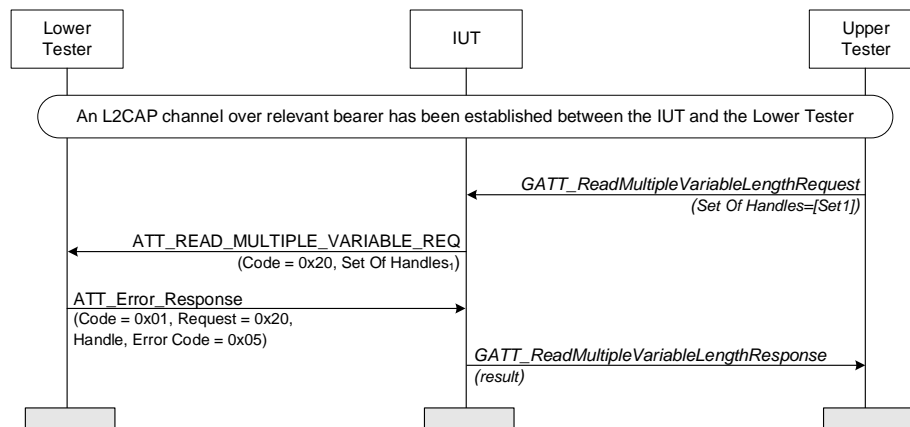 Lower
Tester
IUT
Upper
Tester
An L2CAP channel over relevant bearer has been established between the IUT and the Lower Tester
GATT_ReadMultipleVariableLengthRequest
(Set Of Handles=[Set1])
ATT_READ_MULTIPLE_VARIABLE_REQ
(Code = 0x20, Set Of Handles₁)
ATT_Error_Response
(Code = 0x01, Request = 0x20,
Handle, Error Code = 0x05)
GATT_ReadMultipleVariableLengthResponse
(result)